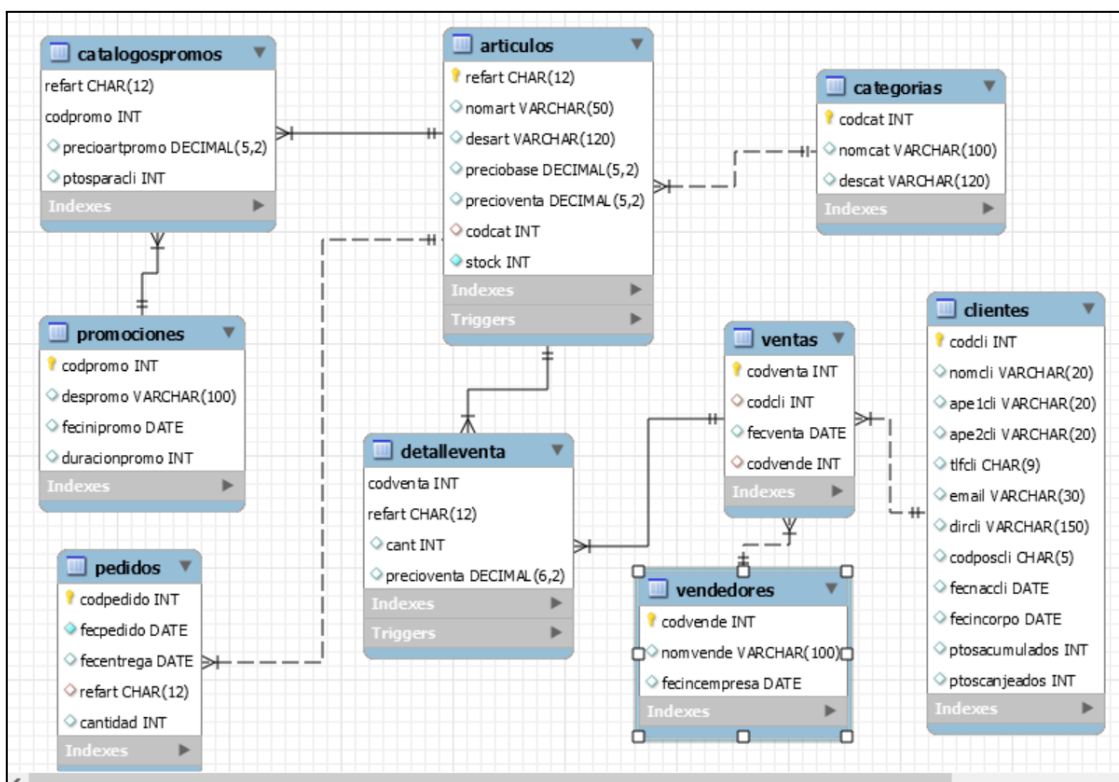 catalogospromos
refart CHAR(12)
codpromo INT
precioartpromo DECIMAL(5,2)
ptosparacli INT
Indexes
articulos
refart CHAR(12)
nomart VARCHAR(50)
desart VARCHAR(120)
preciobase DECIMAL(5,2)
precioventa DECIMAL(5,2)
codcat INT
stock INT
Indexes
Triggers
categorias
codcat INT
nomcat VARCHAR(100)
descat VARCHAR(120)
Indexes
promociones
codpromo INT
despromo VARCHAR(100)
fecinipromo DATE
duracionpromo INT
Indexes
detalleventa
codventa INT
refart CHAR(12)
cant INT
precioventa DECIMAL(6,2)
Indexes
Triggers
ventas
codventa INT
codcli INT
fecventa DATE
codvende INT
Indexes
clientes
codcli INT
nomcli VARCHAR(20)
ape1cli VARCHAR(20)
ape2cli VARCHAR(20)
tlfcli CHAR(9)
email VARCHAR(30)
dircli VARCHAR(150)
codposcli CHAR(5)
fecnaccli DATE
fecincorpo DATE
ptosacumulados INT
ptoscanjeados INT
Indexes
pedidos
codpedido INT
fecpedido DATE
fecentrega DATE
refart CHAR(12)
cantidad INT
Indexes
vendedores
codvende INT
nomvende VARCHAR(100)
fecincempresa DATE
Indexes